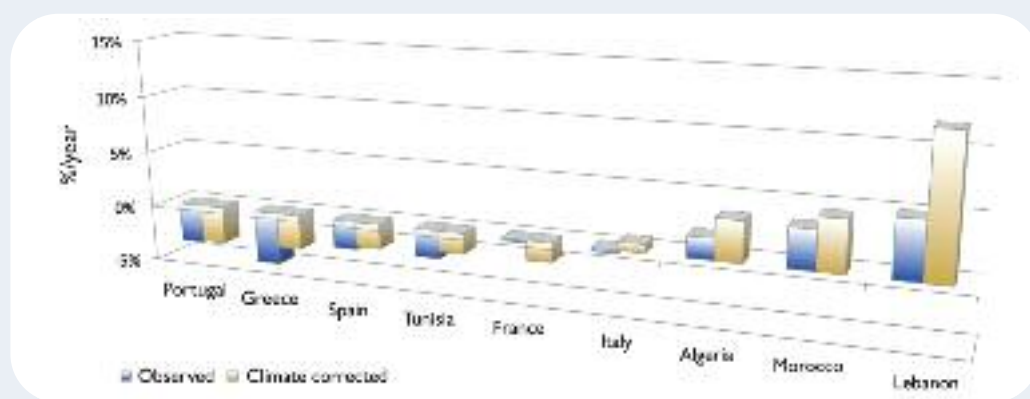 15%
10%
%/year
5%
0%
5%
Portugal
Greece
Spain
Tunisia
France
Italy
Algeria
Morocco
Lebanon
Observed Climate corrected